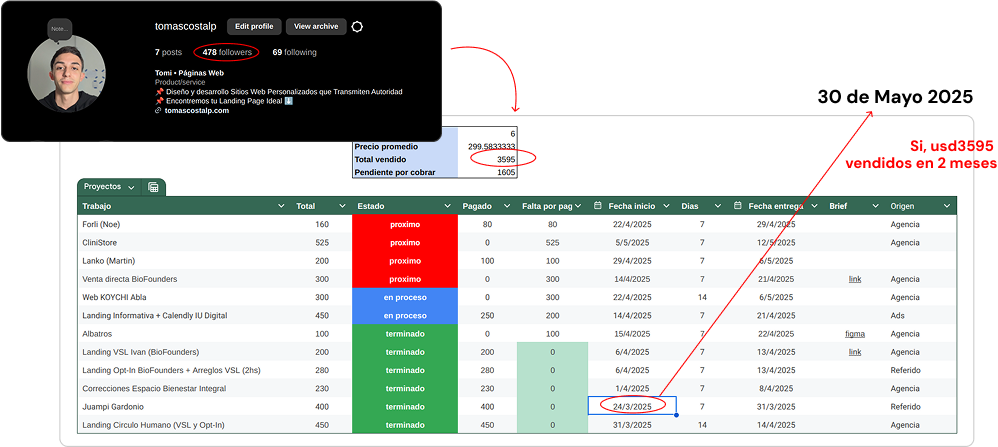 Note...
tomascostalp Edit profile View archive
7 posts 478 followers 69 following
Tomi • Páginas Web
Product/service
📌 Diseño y desarrollo Sitios Web Personalizados que Transmiten Autoridad
📌 Encontremos tu Landing Page Ideal ⬇️
tomascostalp.com
30 de Mayo 2025
Si, usd3595
vendidos en 2 meses
6
Precio promedio 299.5833333
Total vendido 3595
Pendiente por cobrar 1605
Proyectos
Trabajo Total Estado Pagado Falta por pag Fecha inicio Dias Fecha entrega Brief Origen
Forli (Noe) 160 proximo 80 80 22/4/2025 7 29/4/2025 Agencia
CliniStore 525 proximo 0 525 5/5/2025 7 12/5/2025 Agencia
Lanko (Martin) 200 proximo 100 100 29/4/2025 7 6/5/2025
Venta directa BioFounders 300 proximo 0 300 14/4/2025 7 21/4/2025 link Agencia
Web KOYCHI Abla 300 en proceso 0 300 22/4/2025 14 6/5/2025 Agencia
Landing Informativa + Calendly IU Digital 450 en proceso 250 200 14/4/2025 7 21/4/2025 Ads
Albatros 100 terminado 0 100 15/4/2025 7 22/4/2025 figma Agencia
Landing VSL Ivan (BioFounders) 200 terminado 200 0 6/4/2025 7 13/4/2025 link Agencia
Landing Opt-In BioFounders + Arreglos VSL (2hs) 280 terminado 280 0 6/4/2025 7 13/4/2025 Referido
Correcciones Espacio Bienestar Integral 230 terminado 230 0 1/4/2025 7 8/4/2025 Agencia
Juampi Gardonio 400 terminado 400 0 24/3/2025 7 31/3/2025 Referido
Landing Circulo Humano (VSL y Opt-In) 450 terminado 450 0 31/3/2025 14 14/4/2025 Agencia